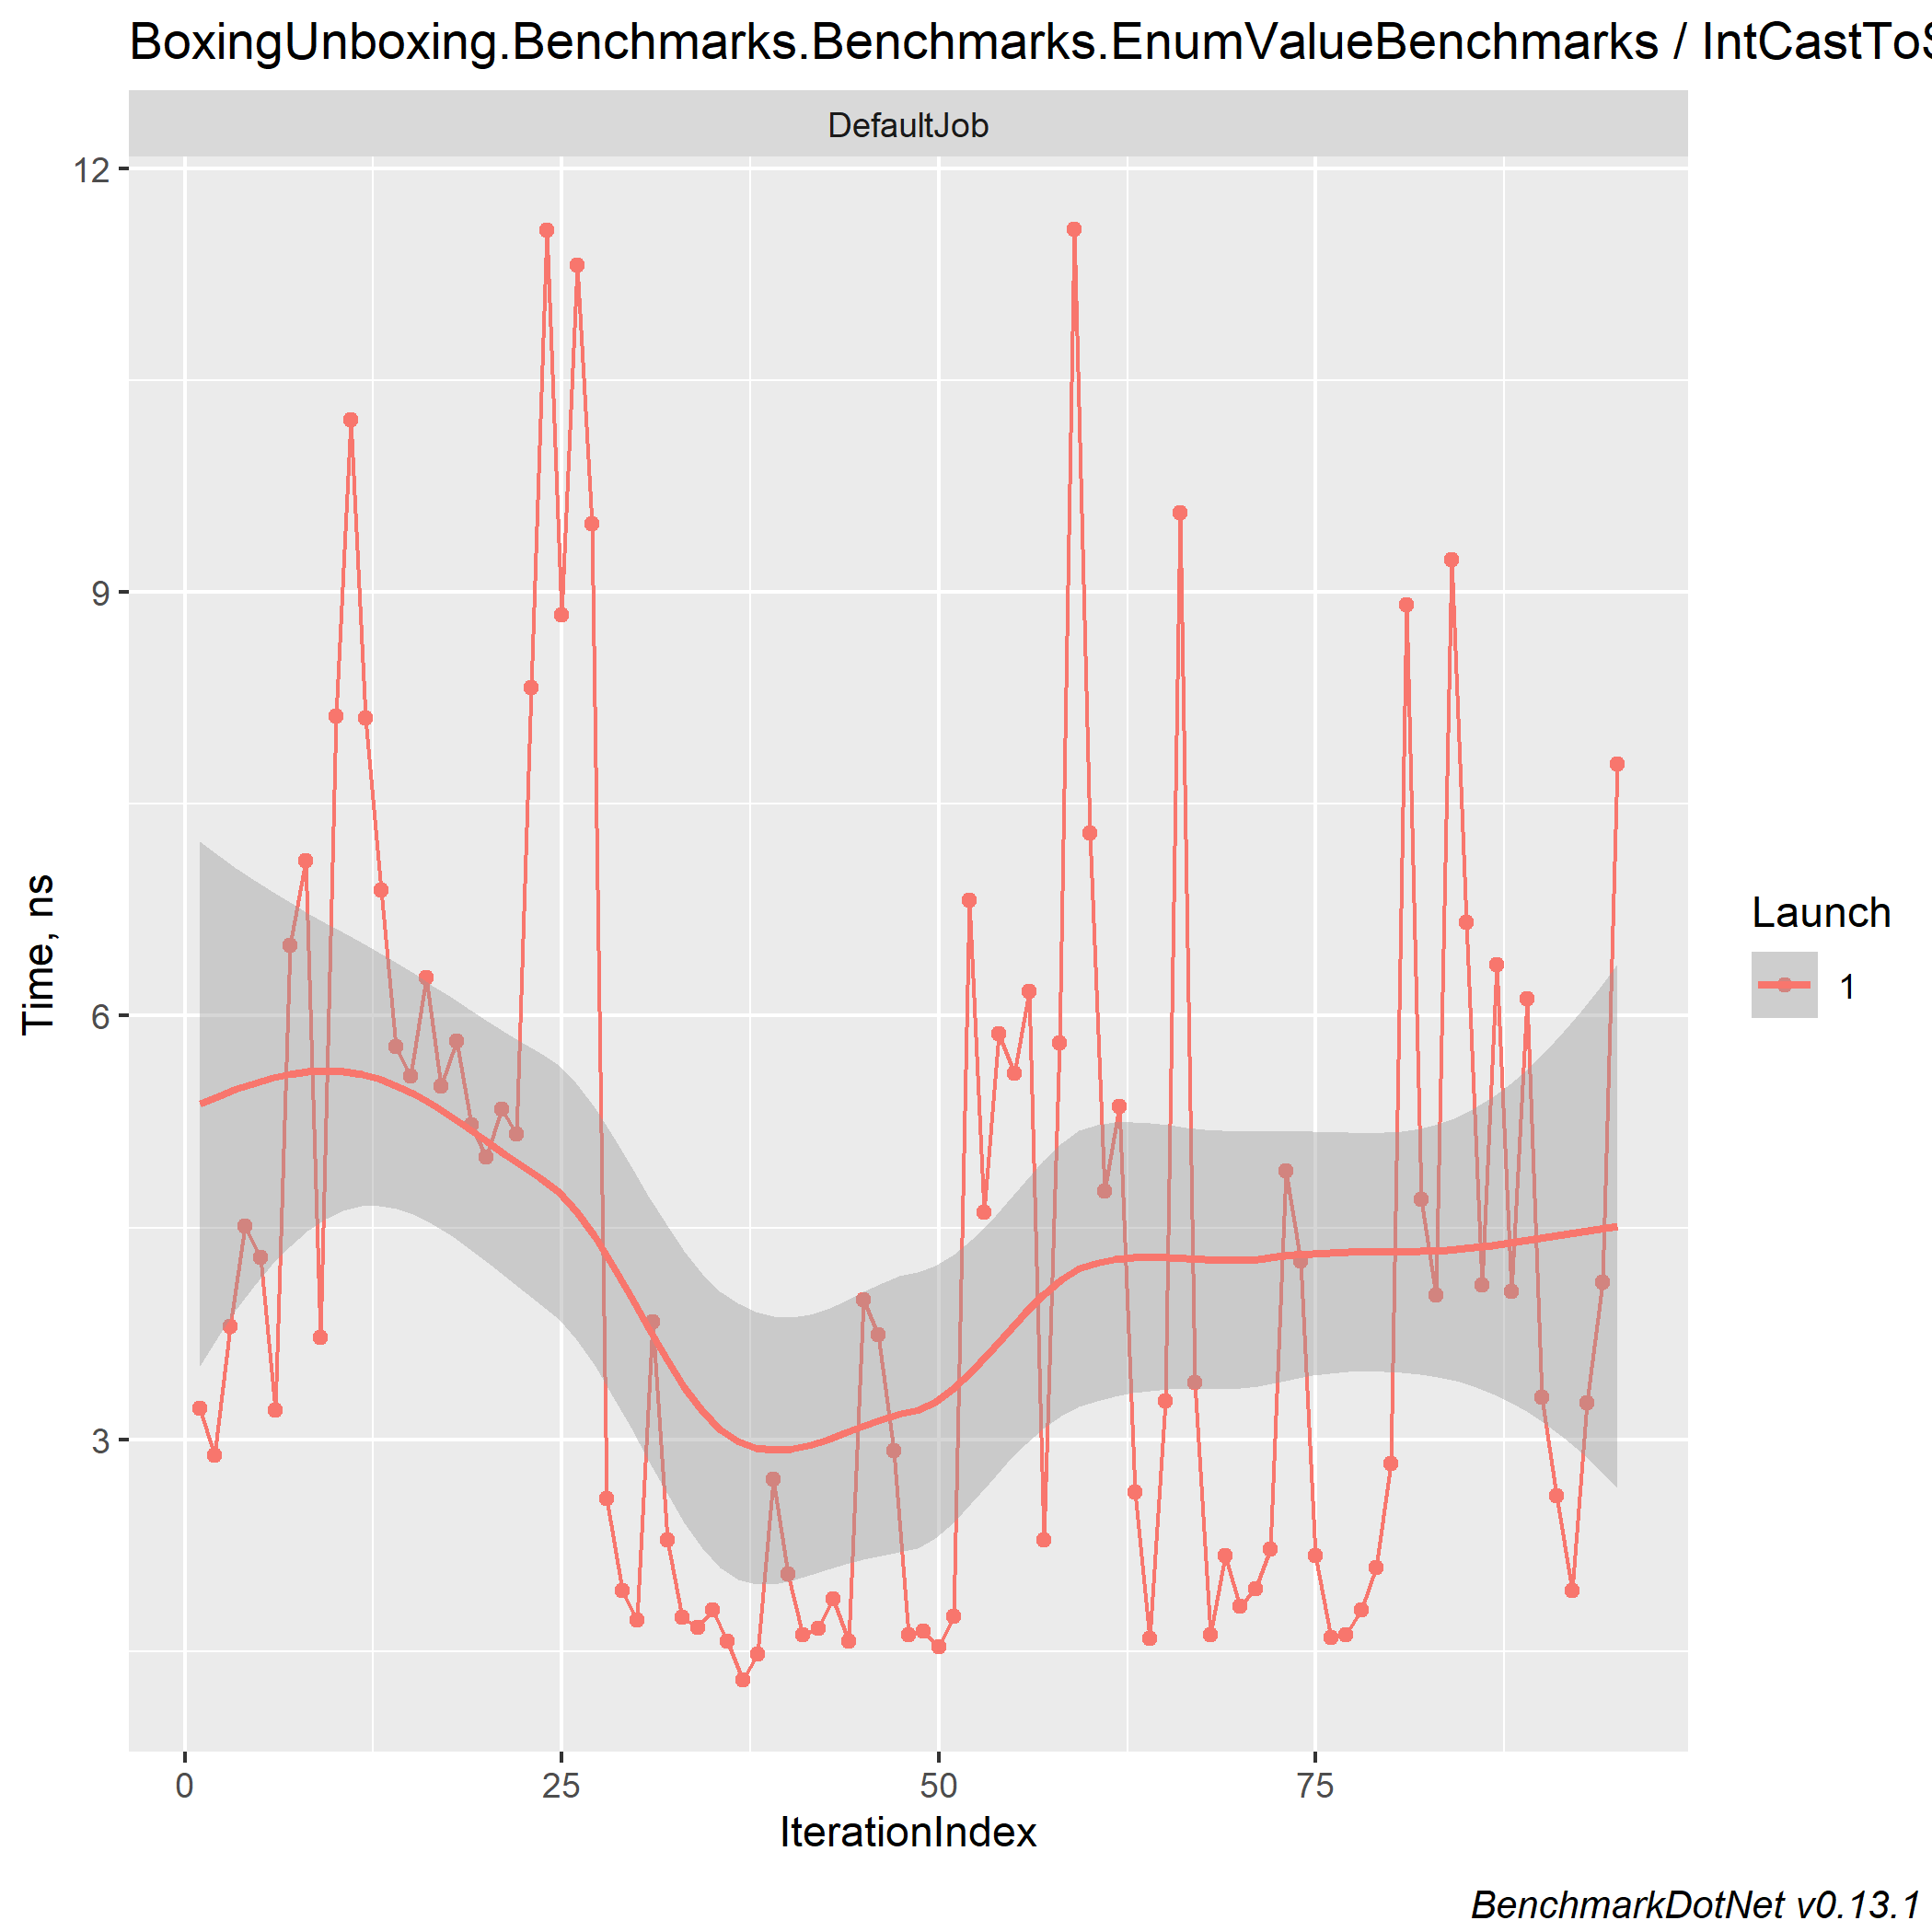 BoxingUnboxing.Benchmarks.Benchmarks.EnumValueBenchmarks / IntCastToS
DefaultJob
12
9
6
3
Time, ns
0 25 50 75
IterationIndex
Launch
1
BenchmarkDotNet v0.13.1